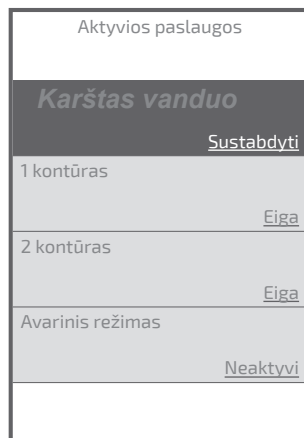 Aktyvios paslaugos
Karštas vanduo
Sustabdyti
1 kontūras
Eiga
2 kontūras
Eiga
Avarinis režimas
Neaktyvi